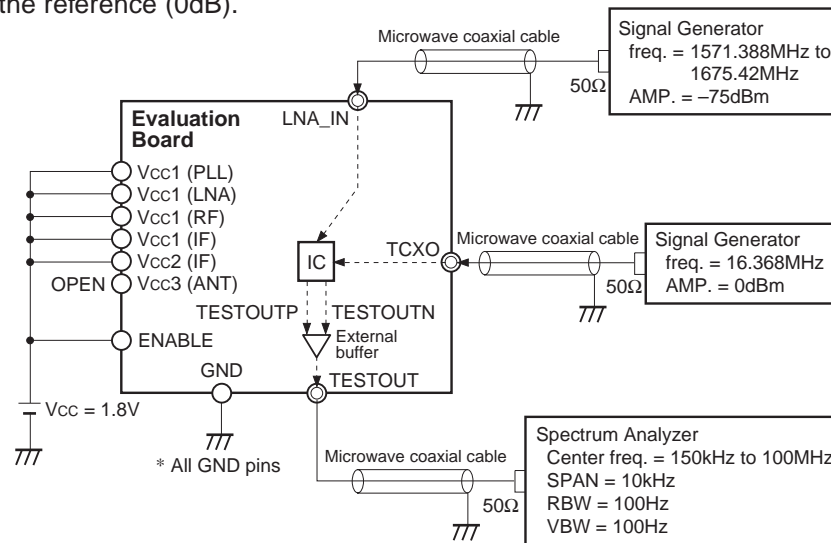 the reference (0dB).
Microwave coaxial cable
Signal Generator
freq. = 1571.388MHz to
1675.42MHz
AMP. = –75dBm
50Ω
Evaluation
Board
LNA_IN
VCC1 (PLL)
VCC1 (LNA)
VCC1 (RF)
VCC1 (IF)
VCC2 (IF)
OPEN
VCC3 (ANT)
ENABLE
IC
TCXO
Microwave coaxial cable
Signal Generator
freq. = 16.368MHz
AMP. = 0dBm
50Ω
TESTOUTP
TESTOUTN
External
buffer
GND
TESTOUT
VCC = 1.8V
* All GND pins
Microwave coaxial cable
50Ω
Spectrum Analyzer
Center freq. = 150kHz to 100MHz
SPAN = 10kHz
RBW = 100Hz
VBW = 100Hz